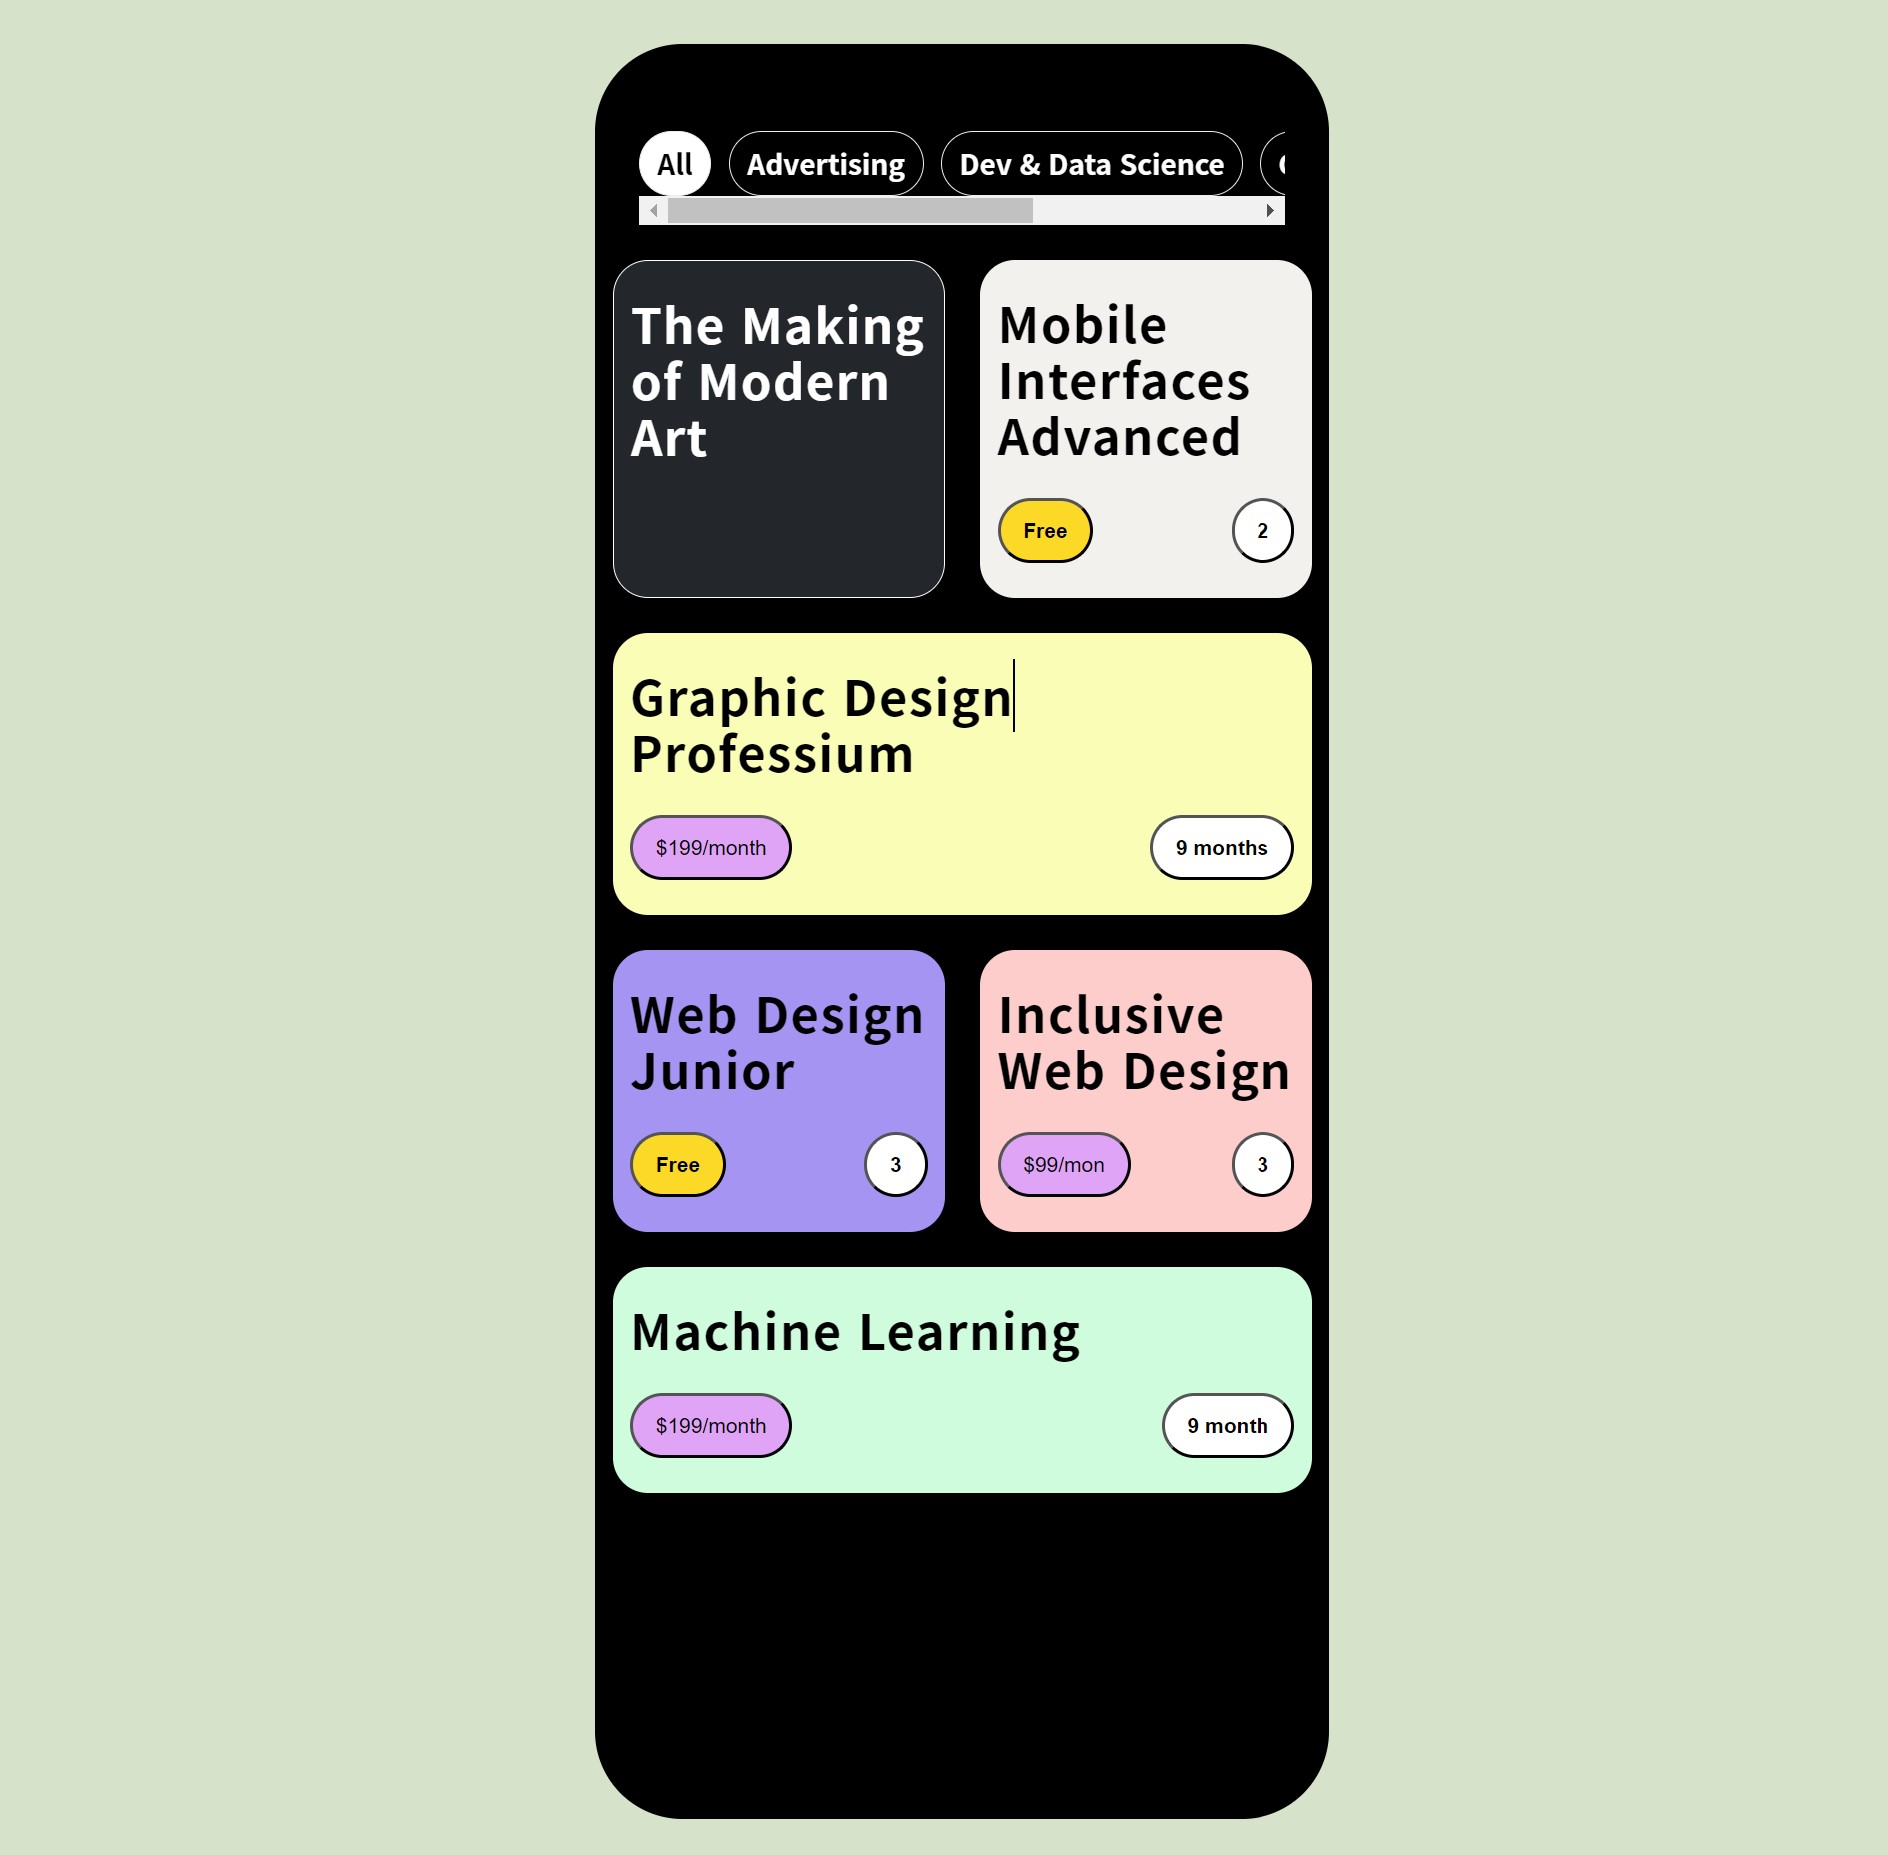 All
Advertising
Dev & Data Science
The Making
of Modern
Art
Mobile
Interfaces
Advanced
Free
2
Graphic Design
Professium
$199/month
9 months
Web Design
Junior
Free
3
Inclusive
Web Design
$99/mon
3
Machine Learning
$199/month
9 month